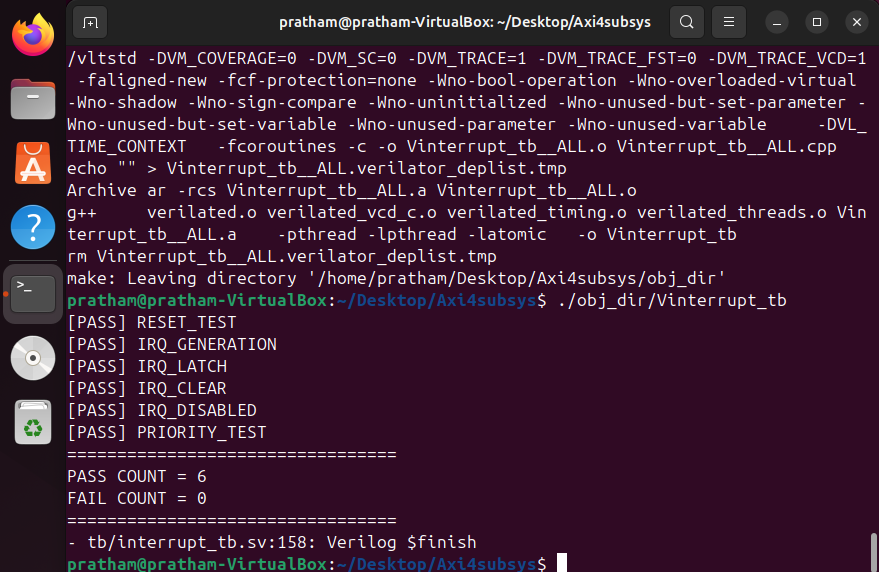 pratham@pratham-VirtualBox: ~/Desktop/Axi4subsys
/vltstd -DVM_COVERAGE=0 -DVM_SC=0 -DVM_TRACE=1 -DVM_TRACE_FST=0 -DVM_TRACE_VCD=1
 -faligned-new -fcf-protection=none -Wno-bool-operation -Wno-overloaded-virtual
-Wno-shadow -Wno-sign-compare -Wno-uninitialized -Wno-unused-but-set-parameter -
Wno-unused-but-set-variable -Wno-unused-parameter -Wno-unused-variable     -DVL_
TIME_CONTEXT   -fcoroutines -c -o Vinterrupt_tb__ALL.o Vinterrupt_tb__ALL.cpp
echo "" > Vinterrupt_tb__ALL.verilator_deplist.tmp
Archive ar -rcs Vinterrupt_tb__ALL.a Vinterrupt_tb__ALL.o
g++     verilated.o verilated_vcd_c.o verilated_timing.o verilated_threads.o Vin
terrupt_tb__ALL.a    -pthread -lpthread -latomic   -o Vinterrupt_tb
rm Vinterrupt_tb__ALL.verilator_deplist.tmp
make: Leaving directory '/home/pratham/Desktop/Axi4subsys/obj_dir'
pratham@pratham-VirtualBox:~/Desktop/Axi4subsys$ ./obj_dir/Vinterrupt_tb
[PASS] RESET_TEST
[PASS] IRQ_GENERATION
[PASS] IRQ_LATCH
[PASS] IRQ_CLEAR
[PASS] IRQ_DISABLED
[PASS] PRIORITY_TEST
=================================
PASS COUNT = 6
FAIL COUNT = 0
=================================
- tb/interrupt_tb.sv:158: Verilog $finish
pratham@pratham-VirtualBox:~/Desktop/Axi4subsys$